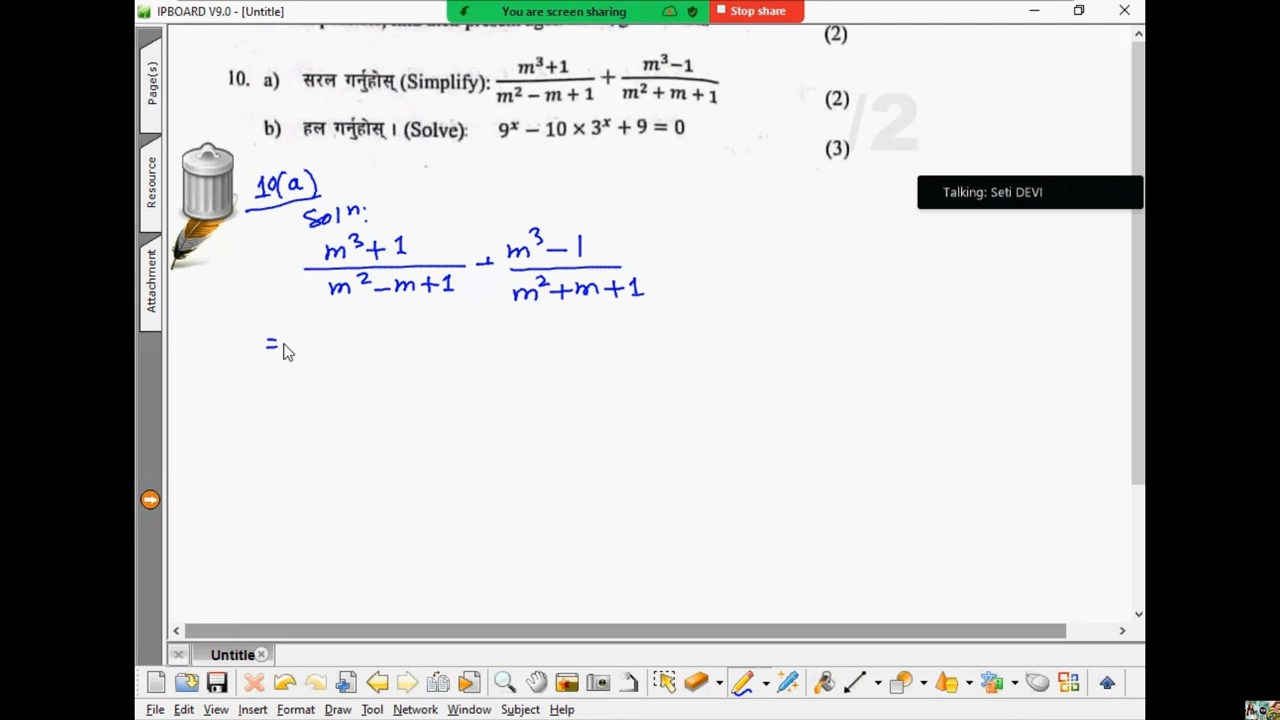 IPBOARD V9.0 - [Untitle]
You are screen sharing
Stop share
(2)
10. a) सरल गर्नुहोस् (Simplify): m³+1 / m² – m + 1 + m³–1 / m² + m + 1
(2)
b) हल गर्नुहोस् । (Solve): 9ˣ – 10 × 3ˣ + 9 = 0
(3)
/2
Talking: Seti DEVI
10(a)
Soln:
m³+1 / m²-m+1 + m³-1 / m²+m+1
=
Page(s)
Resource
Attachment
Untitle
File Edit View Insert Format Draw Tool Network Window Subject Help